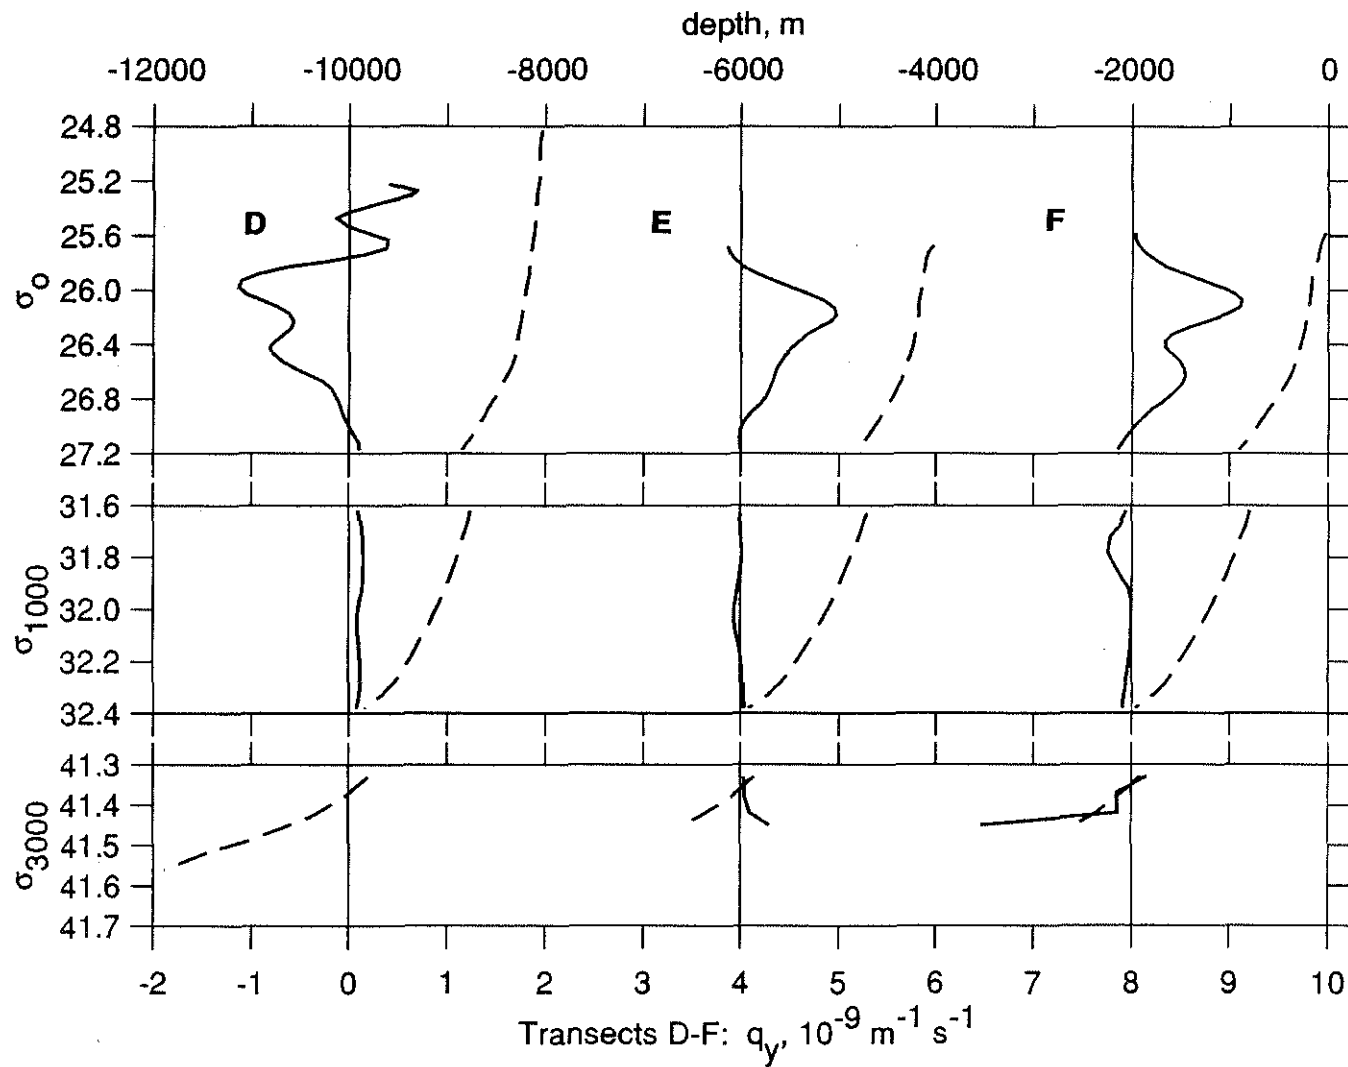 depth, m
-12000 -10000 -8000 -6000 -4000 -2000 0
24.8
25.2
D E F
25.6
σo 26.0
26.4
26.8
27.2
31.6
31.8
σ1000 32.0
32.2
32.4
41.3
41.4
σ3000 41.5
41.6
41.7
-2 -1 0 1 2 3 4 5 6 7 8 9 10
Transects D-F: qy, 10⁻⁹ m⁻¹ s⁻¹